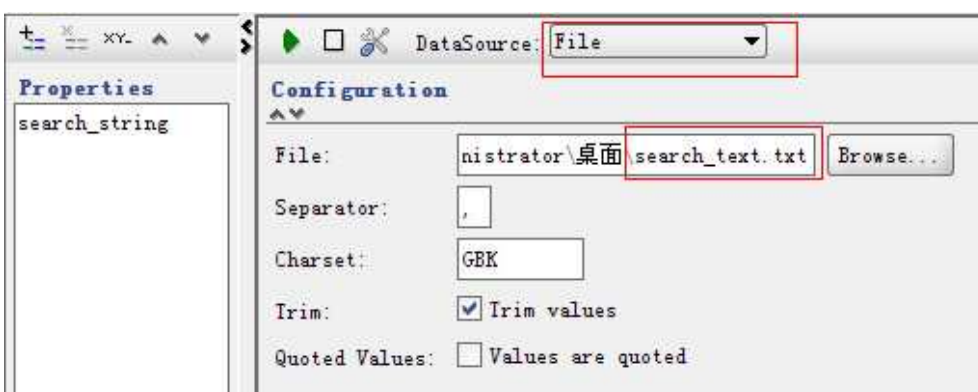 XY-
DataSource: File
Properties
search_string
Configuration
File: nistrator\桌面\search_text.txt Browse...
Separator: ,
Charset: GBK
Trim: Trim values
Quoted Values: Values are quoted